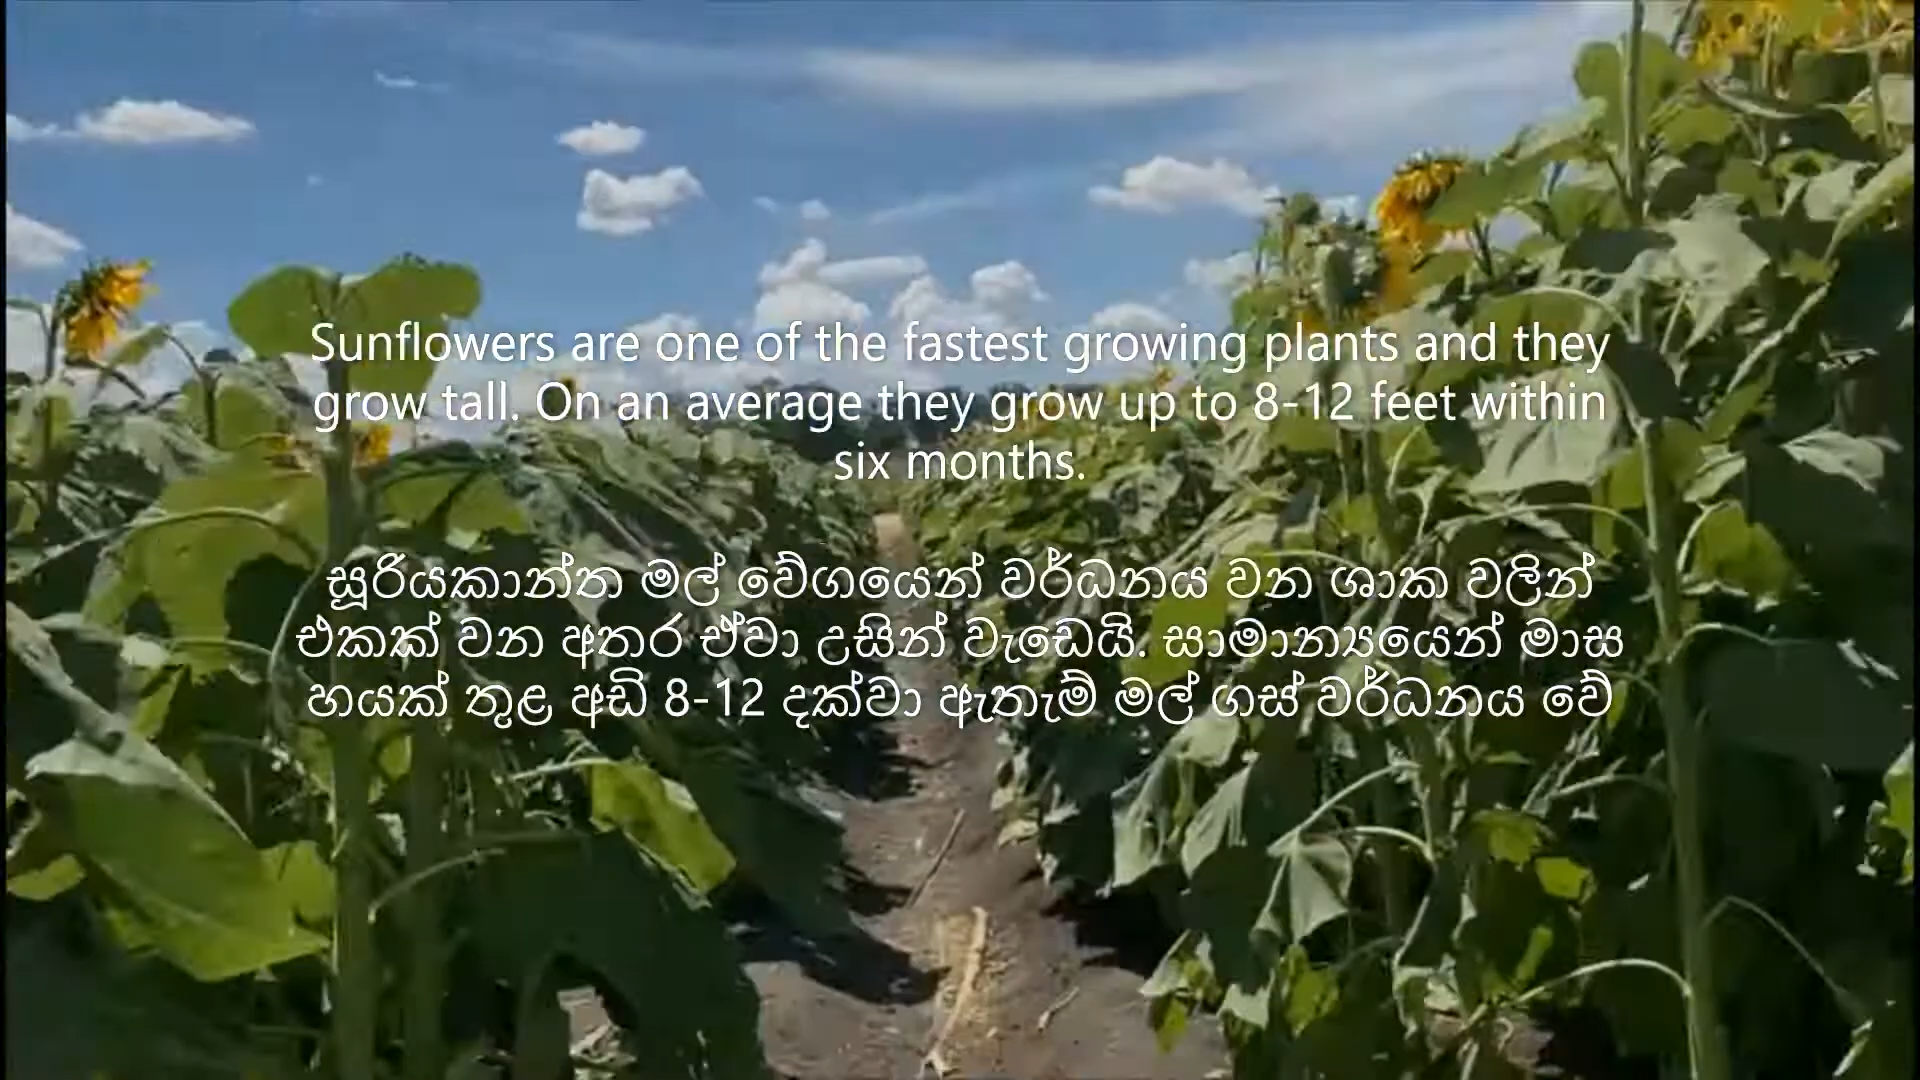 Sunflowers are one of the fastest growing plants and they
grow tall. On an average they grow up to 8-12 feet within
six months.
සූරියකාන්ත මල් වේගයෙන් වර්ධනය වන ශාක වලින්
එකක් වන අතර ඒවා උසින් වැඩෙයි. සාමාන්‍යයෙන් මාස
හයක් තුළ අඩි 8-12 දක්වා ඇතැම් මල් ගස් වර්ධනය වේ